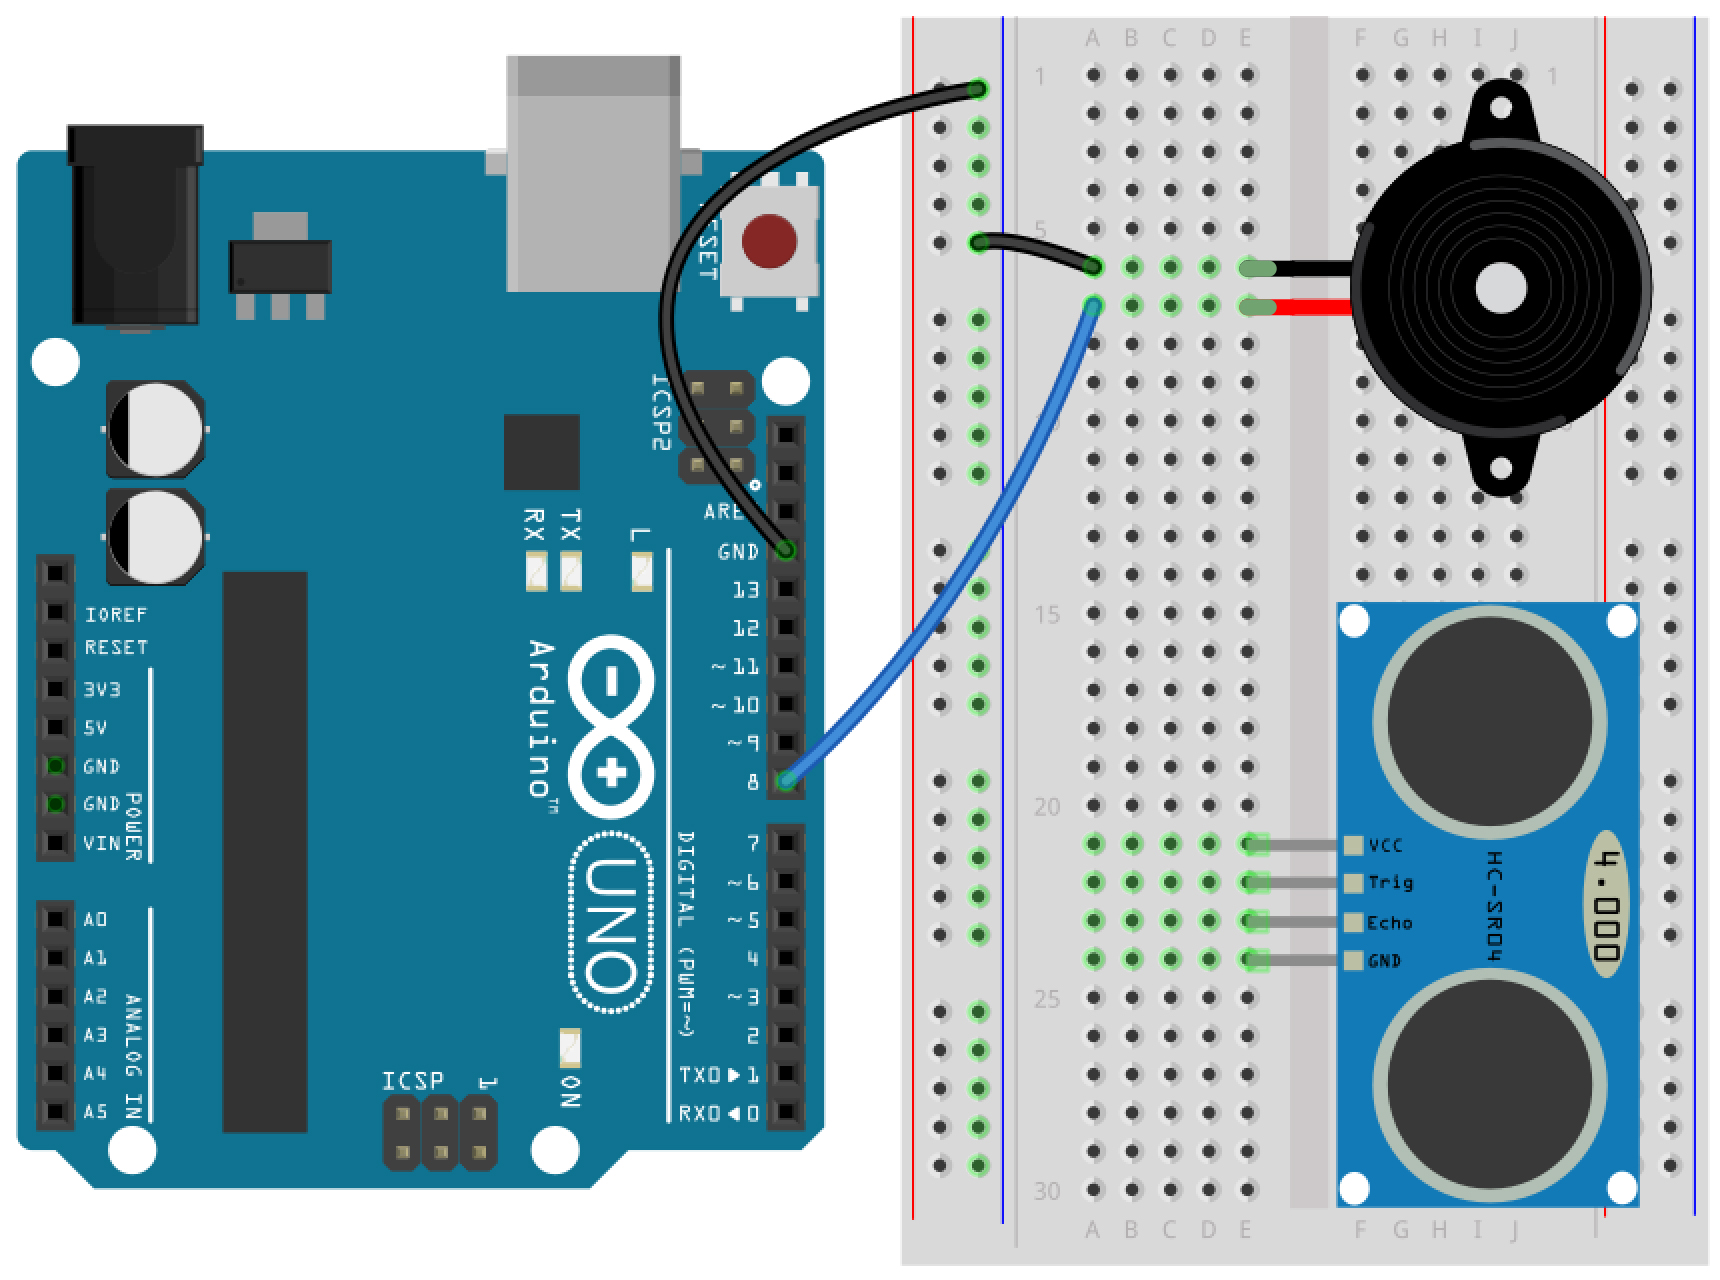 RESET
ICSP2
AREF
GND
13
12
~11
~10
~9
8
7
~6
~5
4
~3
2
TX0▶1
RX0◀0
DIGITAL (PWM=~)
RX
TX
L
Arduino™
UNO
ON
ICSP
1
IOREF
RESET
3V3
5V
GND
GND
VIN
POWER
A0
A1
A2
A3
A4
A5
ANALOG IN
A B C D E
F G H I J
1
1
5
15
20
25
30
A B C D E
F G H I J
VCC
Trig
Echo
GND
HC-SR04
4.000